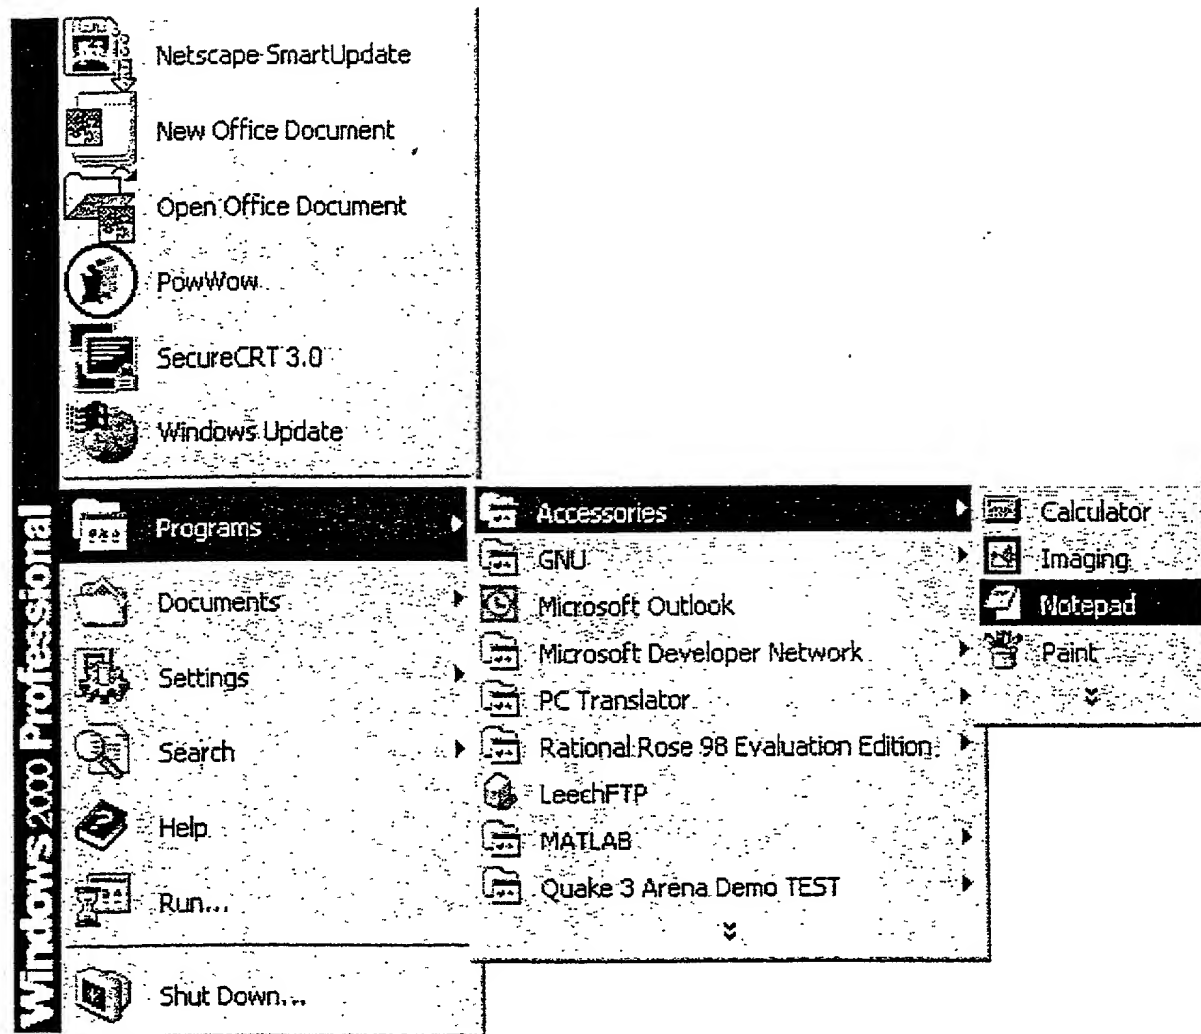 Netscape SmartUpdate
New Office Document
Open Office Document
PowWow
SecureCRT 3.0
Windows Update
Programs
Documents
Settings
Search
Help
Run...
Shut Down...
Windows 2000 Professional
Accessories
GNU
Microsoft Outlook
Microsoft Developer Network
PC Translator
Rational Rose 98 Evaluation Edition
LeechFTP
MATLAB
Quake 3 Arena Demo TEST
Calculator
Imaging
Notepad
Paint